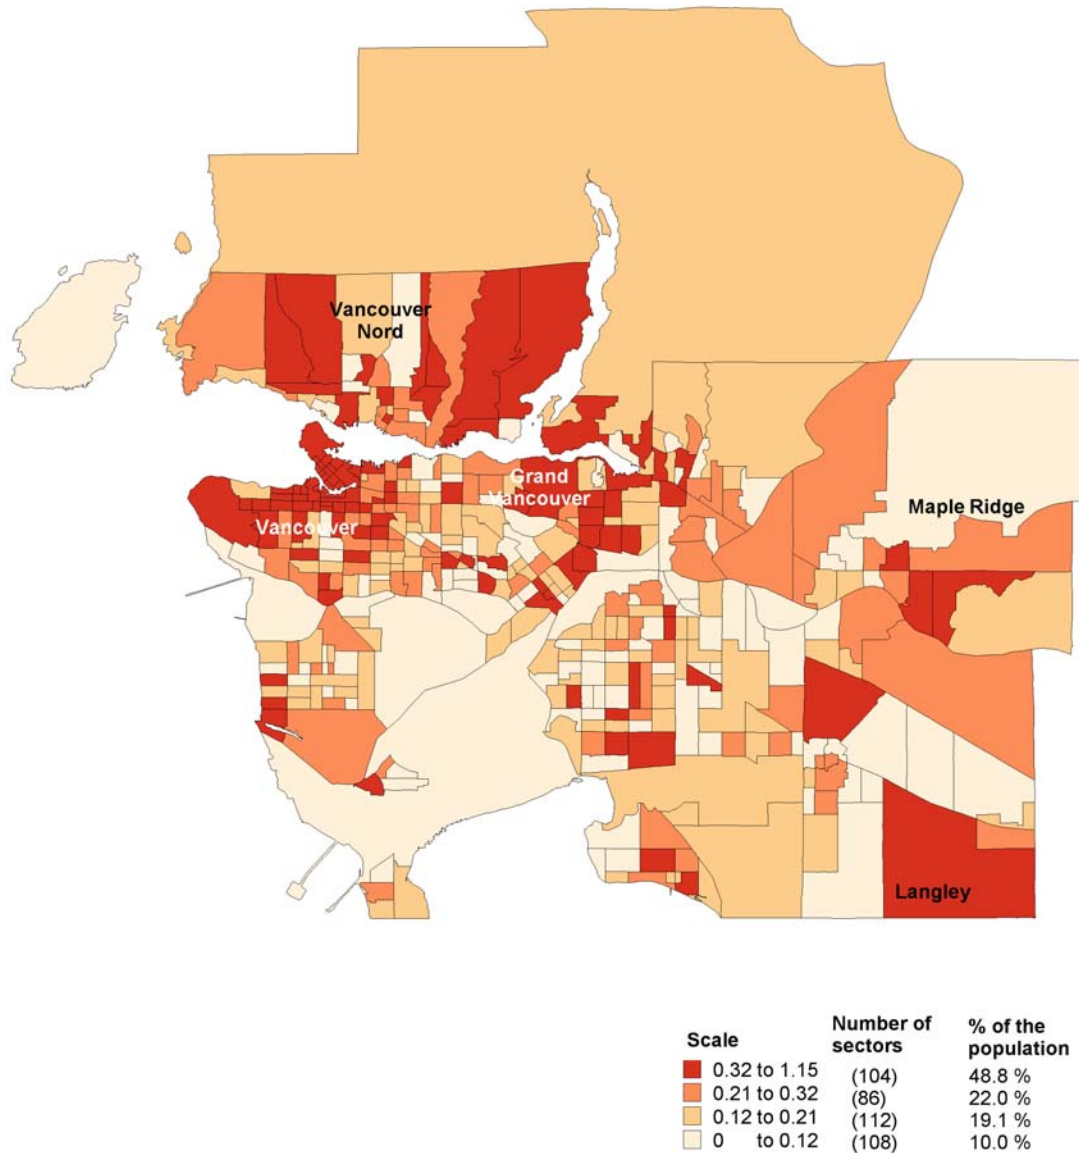 Vancouver
Nord
Grand
Vancouver
Vancouver
Maple Ridge
Langley
Scale Number of sectors % of the population
0.32 to 1.15 (104) 48.8 %
0.21 to 0.32 (86) 22.0 %
0.12 to 0.21 (112) 19.1 %
0 to 0.12 (108) 10.0 %